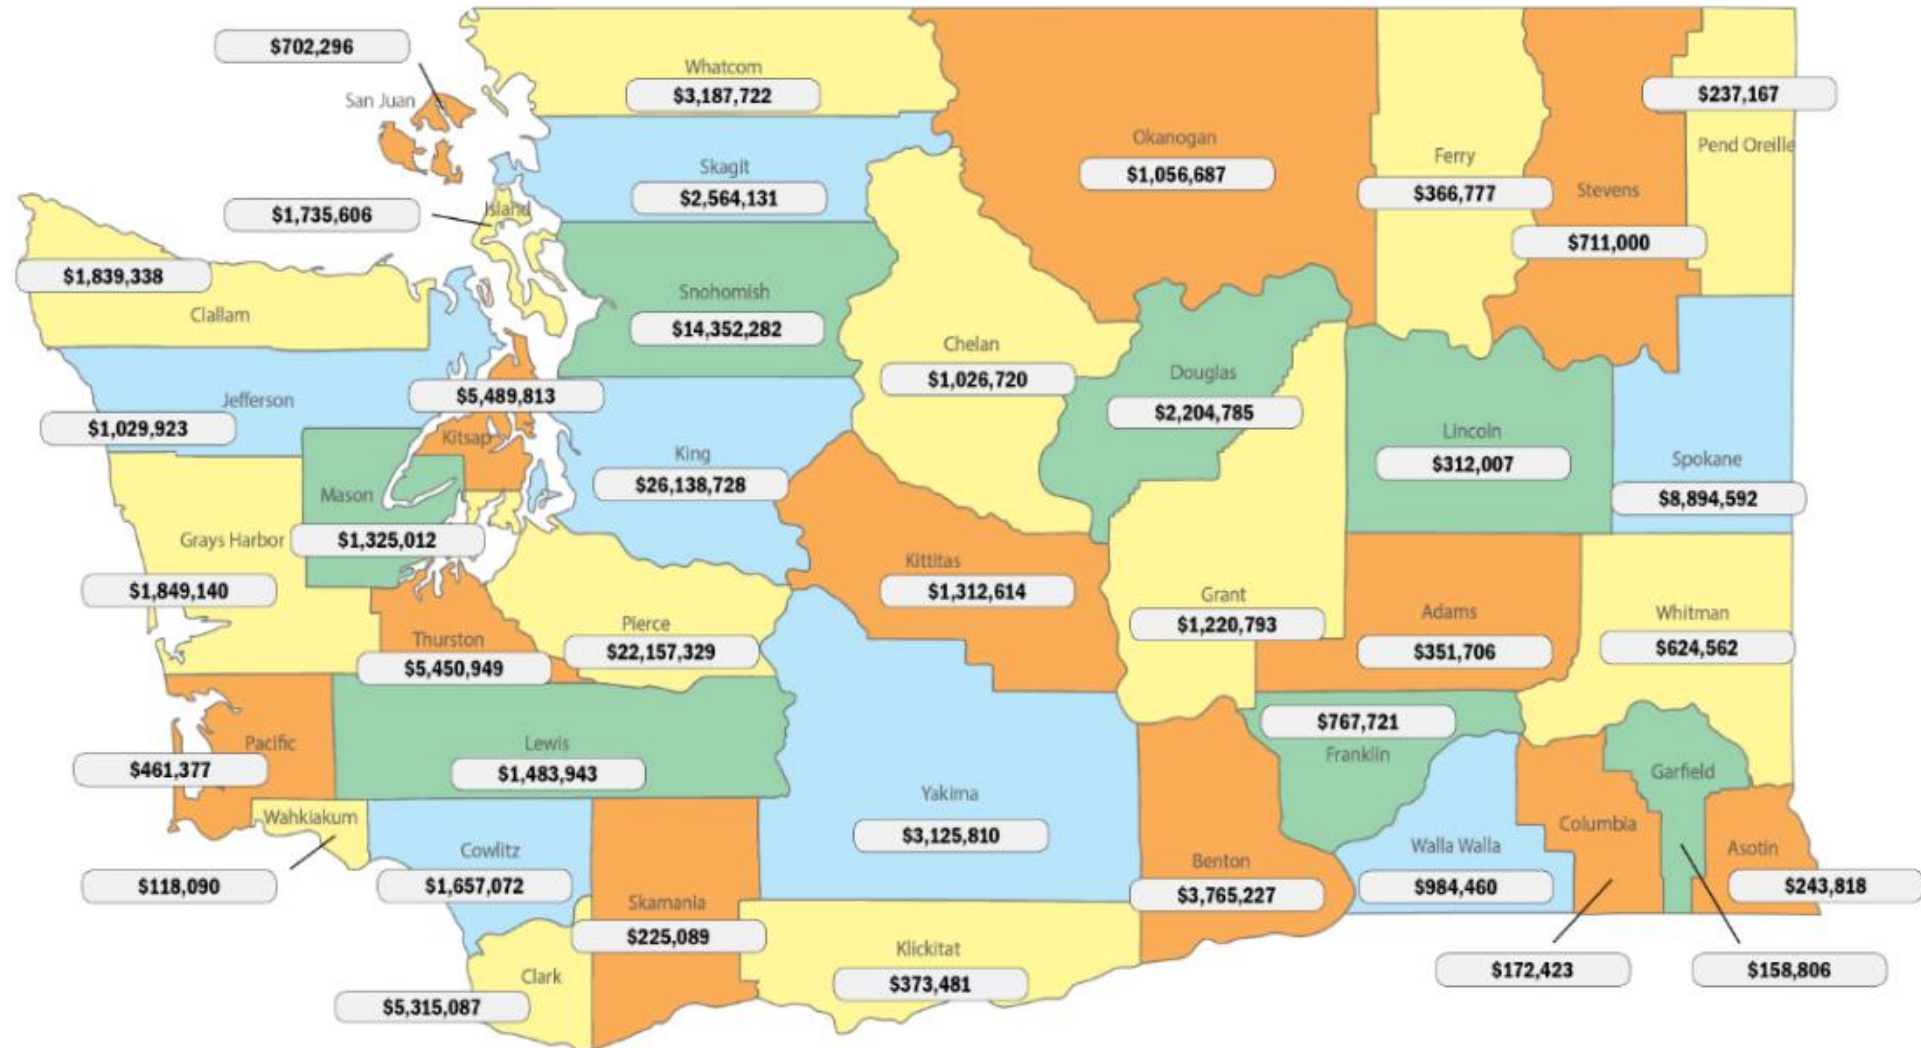 $702,296
San Juan
Whatcom
$3,187,722
Skagit
$2,564,131
$1,735,606
Island
$1,839,338
Clallam
Snohomish
$14,352,282
Jefferson
$1,029,923
$5,489,813
Kitsap
King
$26,138,728
Mason
$1,325,012
Grays Harbor
$1,849,140
Thurston
$5,450,949
Pierce
$22,157,329
Pacific
$461,377
Lewis
$1,483,943
Wahkiakum
$118,090
Cowlitz
$1,657,072
Skamania
$225,089
Clark
$5,315,087
Okanogan
$1,056,687
Ferry
$366,777
Stevens
$711,000
$237,167
Pend Oreille
Chelan
$1,026,720
Douglas
$2,204,785
Lincoln
$312,007
Spokane
$8,894,592
Kittitas
$1,312,614
Grant
$1,220,793
Adams
$351,706
Whitman
$624,562
Yakima
$3,125,810
Klickitat
$373,481
Benton
$3,765,227
$767,721
Franklin
Walla Walla
$984,460
Columbia
$172,423
Garfield
$158,806
Asotin
$243,818